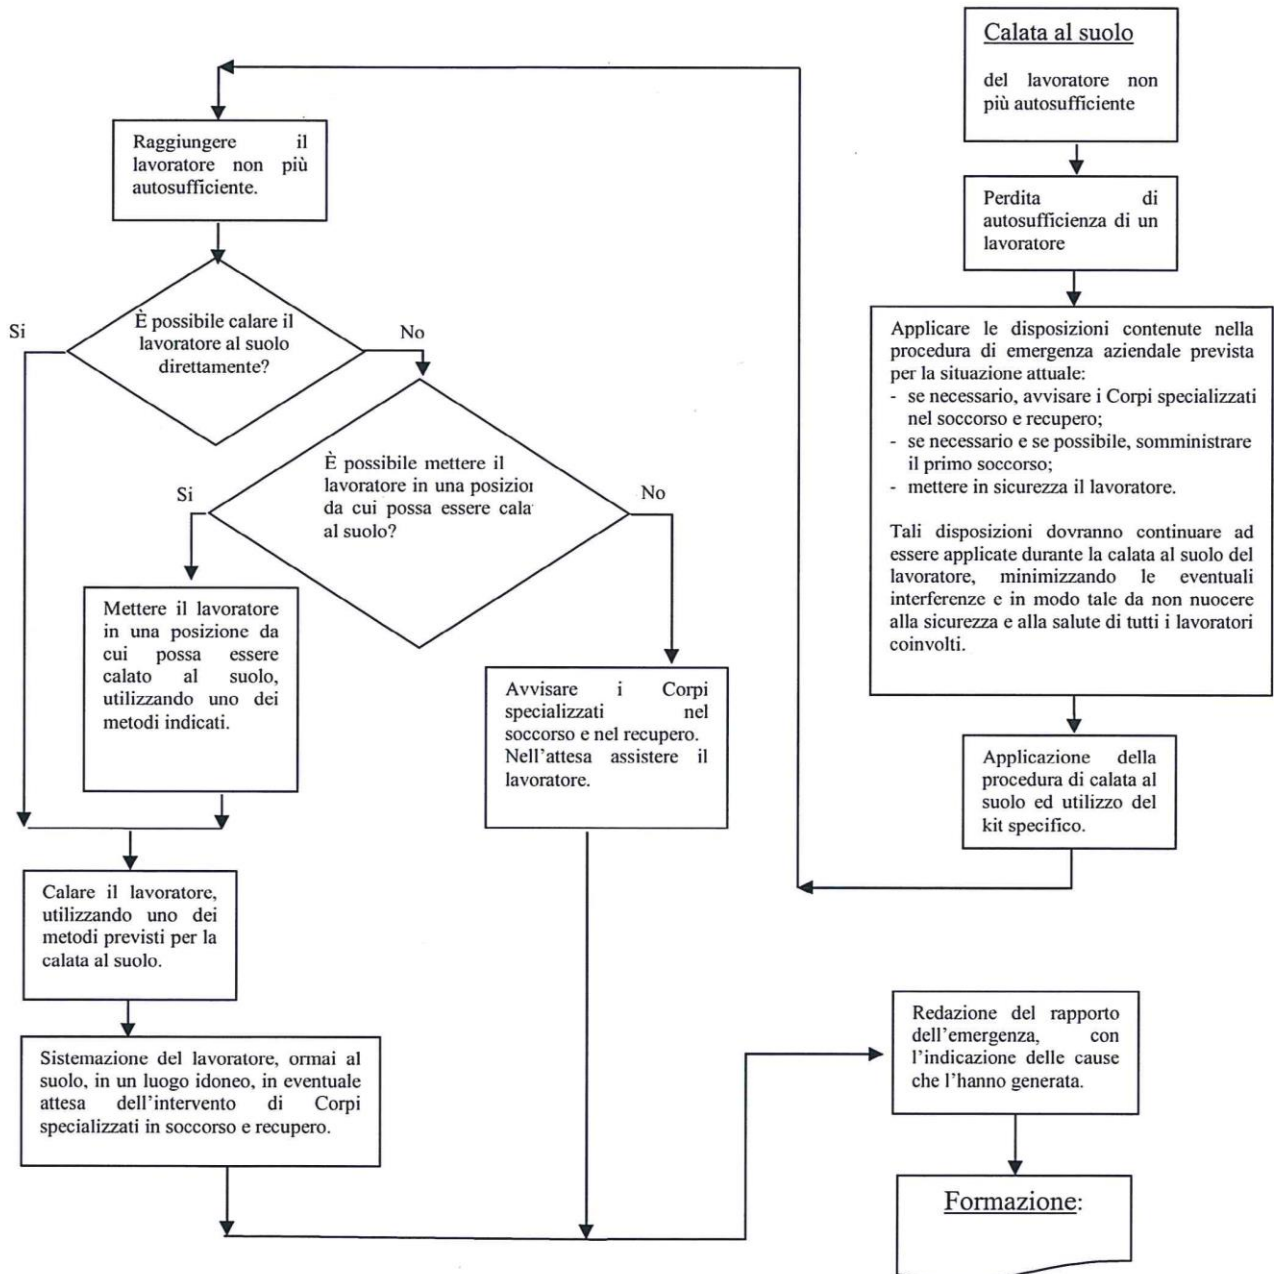 Calata al suolo
del lavoratore non
più autosufficiente
Perdita di
autosufficienza di un
lavoratore
Applicare le disposizioni contenute nella
procedura di emergenza aziendale prevista
per la situazione attuale:
- se necessario, avvisare i Corpi specializzati
nel soccorso e recupero;
- se necessario e se possibile, somministrare
il primo soccorso;
- mettere in sicurezza il lavoratore.
Tali disposizioni dovranno continuare ad
essere applicate durante la calata al suolo del
lavoratore, minimizzando le eventuali
interferenze e in modo tale da non nuocere
alla sicurezza e alla salute di tutti i lavoratori
coinvolti.
Applicazione della
procedura di calata al
suolo ed utilizzo del
kit specifico.
Raggiungere il
lavoratore non più
autosufficiente.
È possibile calare il
lavoratore al suolo
direttamente?
Si
No
È possibile mettere il
lavoratore in una posizion
da cui possa essere cala
al suolo?
Si
No
Mettere il lavoratore
in una posizione da
cui possa essere
calato al suolo,
utilizzando uno dei
metodi indicati.
Avvisare i Corpi
specializzati nel
soccorso e nel recupero.
Nell'attesa assistere il
lavoratore.
Calare il lavoratore,
utilizzando uno dei
metodi previsti per la
calata al suolo.
Sistemazione del lavoratore, ormai al
suolo, in un luogo idoneo, in eventuale
attesa dell'intervento di Corpi
specializzati in soccorso e recupero.
Redazione del rapporto
dell'emergenza, con
l'indicazione delle cause
che l'hanno generata.
Formazione: